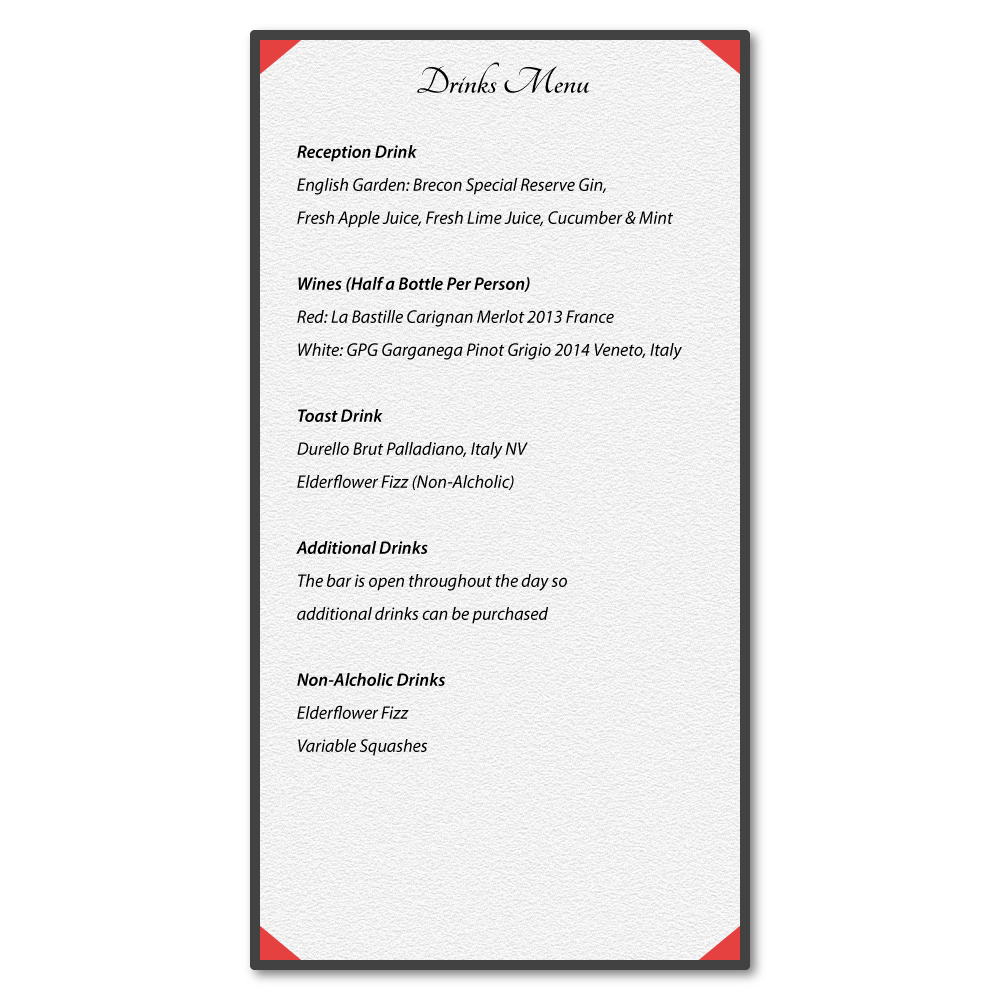 Drinks Menu
Reception Drink
English Garden: Brecon Special Reserve Gin,
Fresh Apple Juice, Fresh Lime Juice, Cucumber & Mint
Wines (Half a Bottle Per Person)
Red: La Bastille Carignan Merlot 2013 France
White: GPG Garganega Pinot Grigio 2014 Veneto, Italy
Toast Drink
Durello Brut Palladiano, Italy NV
Elderflower Fizz (Non-Alcholic)
Additional Drinks
The bar is open throughout the day so
additional drinks can be purchased
Non-Alcholic Drinks
Elderflower Fizz
Variable Squashes